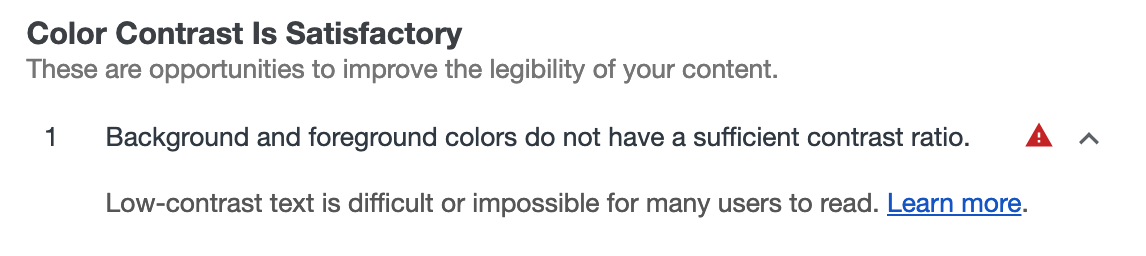 Color Contrast Is Satisfactory
These are opportunities to improve the legibility of your content.
1 Background and foreground colors do not have a sufficient contrast ratio.
Low-contrast text is difficult or impossible for many users to read. Learn more.